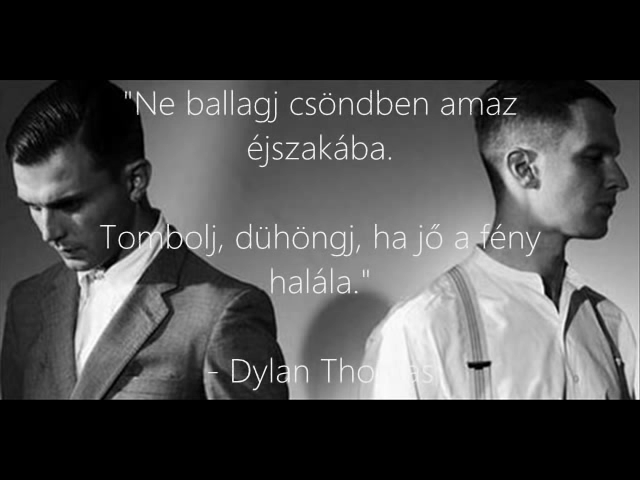 "Ne ballagj csöndben amaz
éjszakába.
Tombolj, dühöngj, ha jő a fény
halála."
- Dylan Thomas